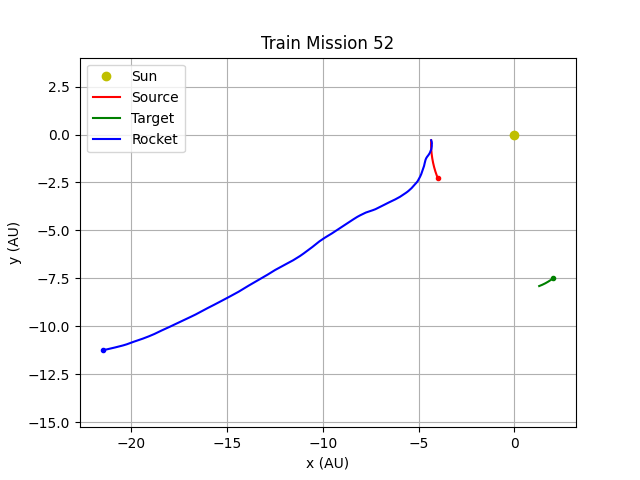 Train Mission 52
Sun
Source
Target
Rocket
2.5
0.0
−2.5
−5.0
−7.5
−10.0
−12.5
−15.0
y (AU)
−20
−15
−10
−5
0
x (AU)